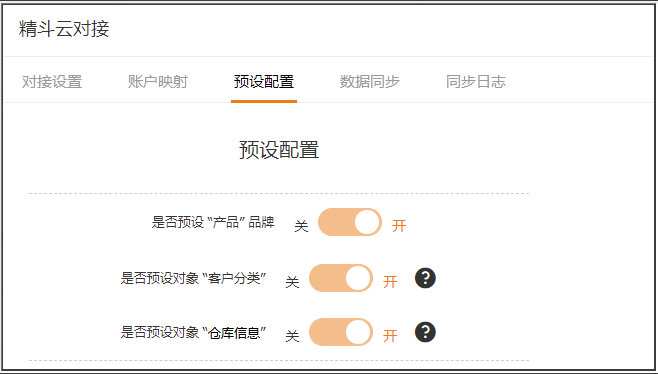 精斗云对接
对接设置 账户映射 预设配置 数据同步 同步日志
预设配置
是否预设 “产品” 品牌 关 开
是否预设对象 “客户分类” 关 开 ?
是否预设对象 “仓库信息” 关 开 ?